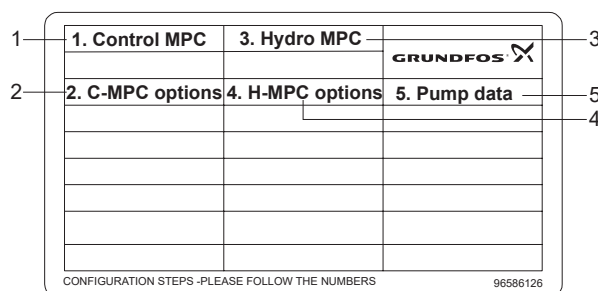 1 1. Control MPC 3. Hydro MPC 3
GRUNDFOS
2 2. C-MPC options 4. H-MPC options 5. Pump data 5
4
CONFIGURATION STEPS -PLEASE FOLLOW THE NUMBERS 96586126